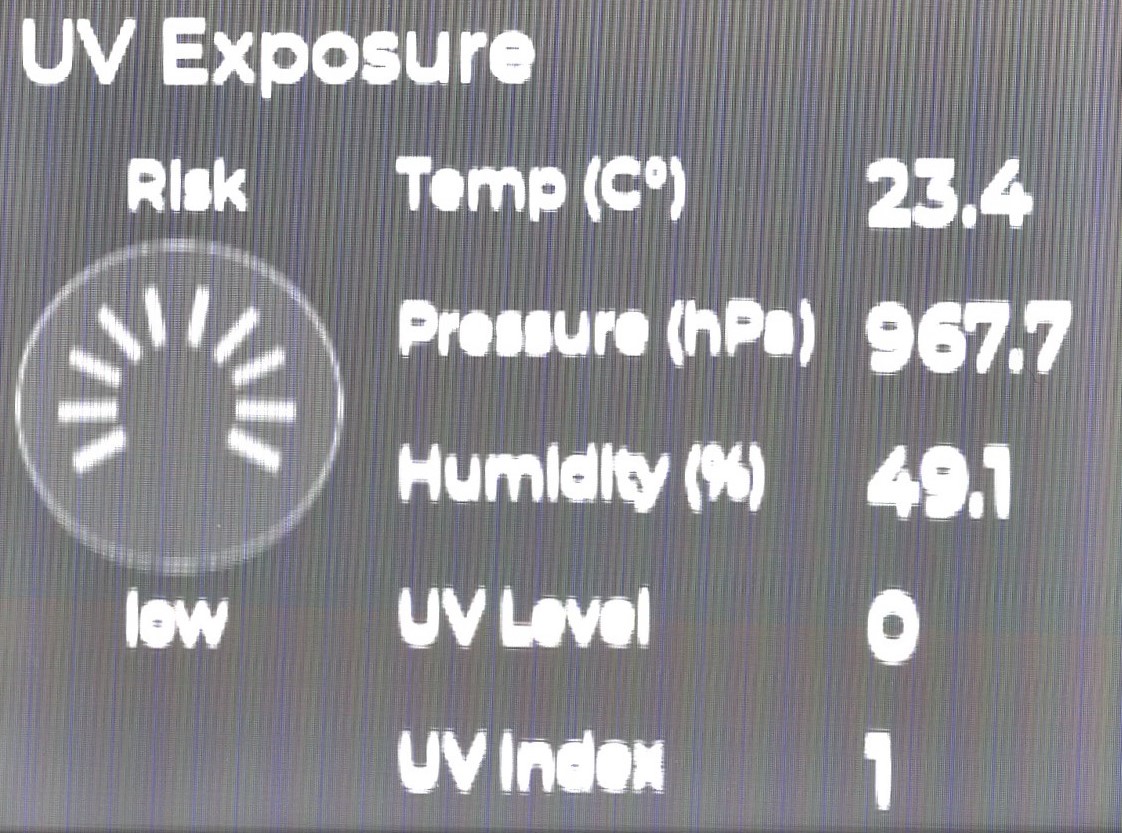 UV Exposure
Risk
Temp (Cº) 23.4
Pressure (hPa) 967.7
Humidity (%) 49.1
low
UV Level 0
UV Index 1